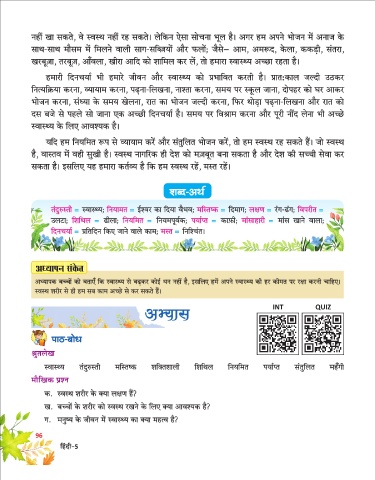 नहीं खा सकते, वे स्वस्थ नहीं रह सकते। लेकिन ऐसा सोचना भूल है। अगर हम अपने भोजन में अनाज के
साथ-साथ मौसम में मिलने वाली साग-सब्जियों और फलों; जैसे– आम, अमरूद, केला, ककड़ी, संतरा,
खरबूजा, तरबूज, आँवला, खीरा आदि को शामिल कर लें, तो हमारा स्वास्थ्य अच्छा रहता है।
हमारी दिनचर्या भी हमारे जीवन और स्वास्थ्य को प्रभावित करती है। प्रातःकाल जल्दी उठकर
नित्यक्रिया करना, व्यायाम करना, पढ़ना-लिखना, नाश्ता करना, समय पर स्कूल जाना, दोपहर को घर आकर
भोजन करना, संध्या के समय खेलना, रात का भोजन जल्दी करना, फिर थोड़ा पढ़ना-लिखना और रात को
दस बजे से पहले सो जाना एक अच्छी दिनचर्या है। समय पर विश्राम करना और पूरी नींद लेना भी अच्छे
स्वास्थ्य के लिए आवश्यक है।
यदि हम नियमित रूप से व्यायाम करें और संतुलित भोजन करें, तो हम स्वस्थ रह सकते हैं। जो स्वस्थ
है, वास्तव में वही सुखी है। स्वस्थ नागरिक ही देश को मजबूत बना सकता है और देश की सच्ची सेवा कर
सकता है। इसलिए यह हमारा कर्तव्य है कि हम स्वस्थ रहें, मस्त रहें।
शब्द-अर्थ
तंदुरुस्ती = स्वास्थ्य; नियामत = ईश्वर का दिया वैभव; मस्तिष्क = दिमाग; लक्षण = रंग-ढंग; विपरीत =
उलटा; शिथिल = ढीला; नियमित = नियमपूर्वक; पर्याप्त = काफ़ी; मांसाहारी = मांस खाने वाला;
दिनचर्या = प्रतिदिन किए जाने वाले काम; मस्त = निश्चिंत।
अध्यापन संकेत
अध्यापक बच्चों को बताएँ कि स्वास्थ्य से बढ़कर कोई धन नहीं है, इसलिए हमें अपने स्वास्थ्य की हर कीमत पर रक्षा करनी चाहिए।
स्वस्थ शरीर से ही हम सब काम अच्छे से कर सकते हैं।
INT QUIZ
अभ्यास
पाठ-बोध
श्रुतलेख
स्वास्थ्य तंदुरुस्ती मस्तिष्क शक्तिशाली शिथिल नियमित पर्याप्त संतुलित महँगी
मौखिक प्रश्न
क. स्वस्थ शरीर के क्या लक्षण हैं?
ख. बच्चों के शरीर को स्वस्थ रखने के लिए क्या आवश्यक है?
ग. मनुष्य के जीवन में स्वास्थ्य का क्या महत्व है?
96
हिंदी-5